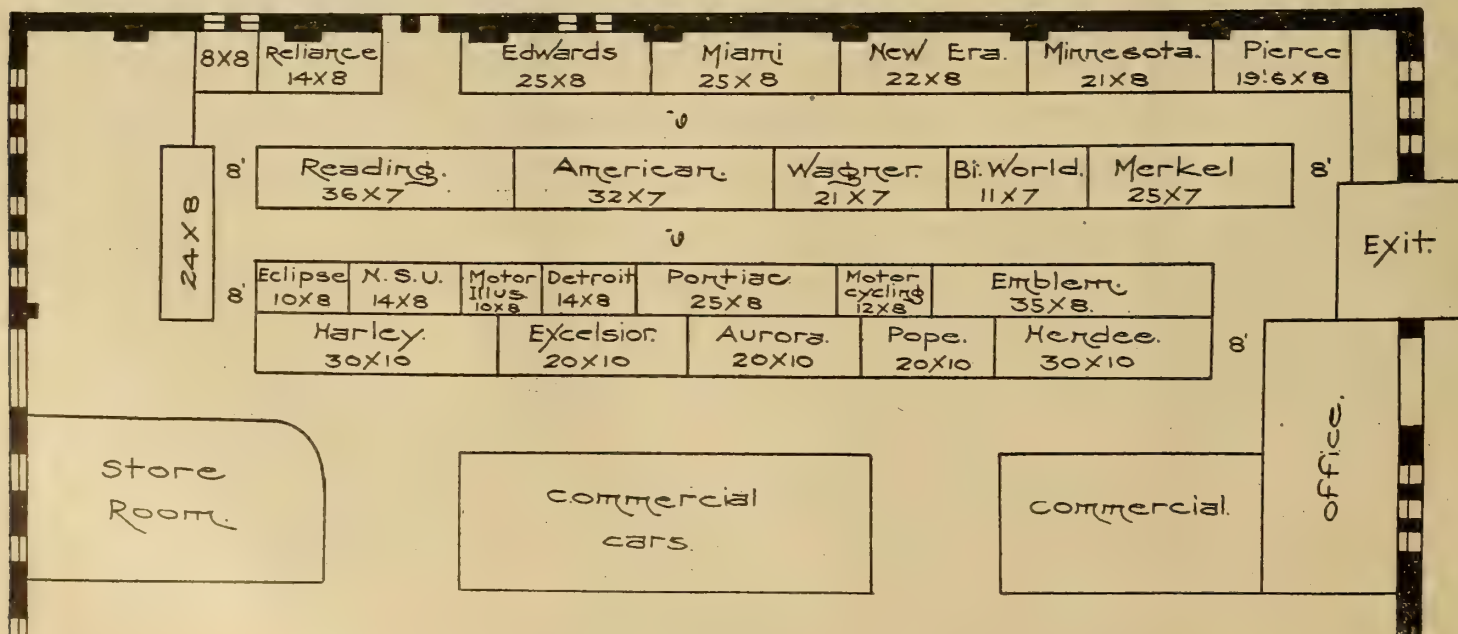 8X8
Reliance
14X8
Edwards
25X8
Miami
25X8
New Era.
22X8
Minnesota.
21X8
Pierce
19'.6X8
24X8
8'
Reading.
36X7
American.
32X7
Wagner.
21X7
Bi.World.
11X7
Merkel
25X7
8'
Exit.
8'
Eclipse
10X8
N.S.U.
14X8
Motor
Illus.
10X8
Detroit
14X8
Pontiac
25X8
Motor
cycling
12X8
Emblem.
35X8.
Harley.
30X10
Excelsior.
20X10
Aurora.
20X10
Pope.
20X10
Hendee.
30X10
8'
Store
Room.
Commercial
cars.
Commercial.
Office.